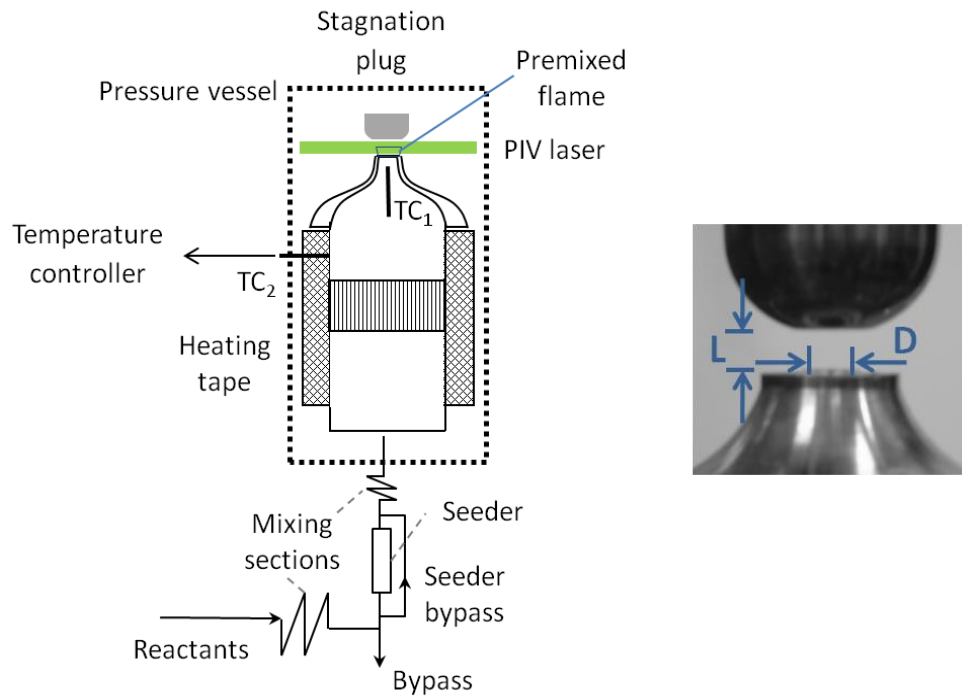 Stagnation
plug
Premixed
flame
Pressure vessel
PIV laser
TC₁
Temperature
controller
TC₂
Heating
tape
L
D
Mixing
sections
Seeder
Seeder
bypass
Reactants
Bypass